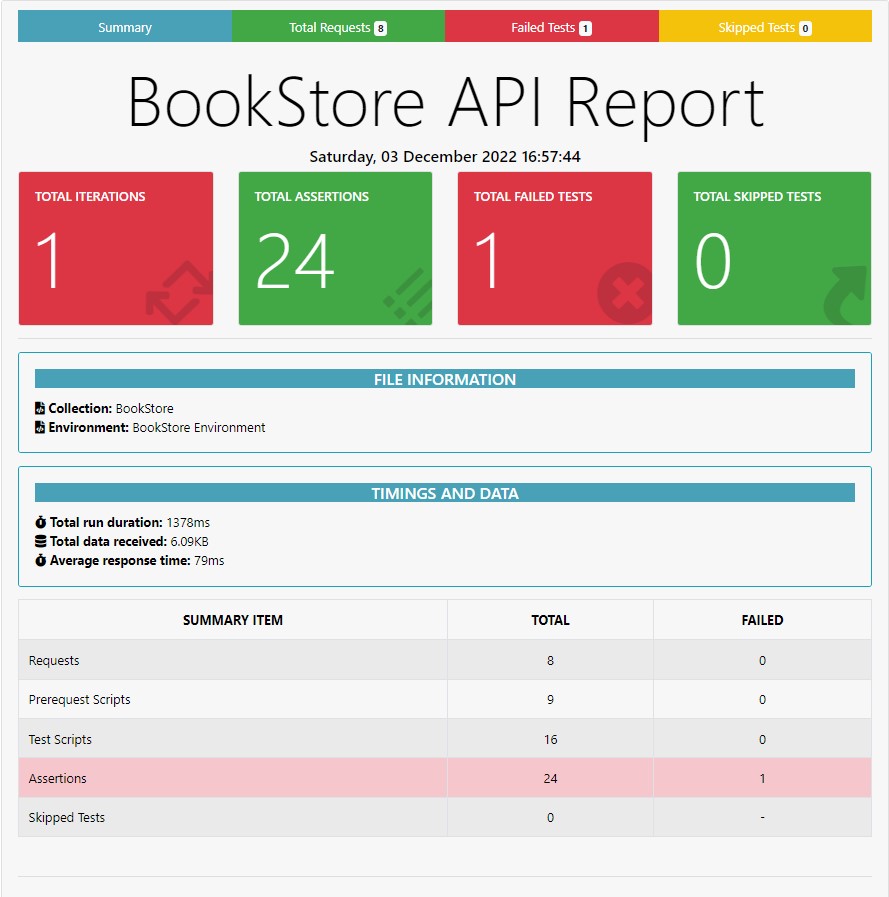 Summary Total Requests 8 Failed Tests 1 Skipped Tests 0
BookStore API Report
Saturday, 03 December 2022 16:57:44
TOTAL ITERATIONS TOTAL ASSERTIONS TOTAL FAILED TESTS TOTAL SKIPPED TESTS
1 24 1 0
FILE INFORMATION
Collection: BookStore
Environment: BookStore Environment
TIMINGS AND DATA
Total run duration: 1378ms
Total data received: 6.09KB
Average response time: 79ms
SUMMARY ITEM TOTAL FAILED
Requests 8 0
Prerequest Scripts 9 0
Test Scripts 16 0
Assertions 24 1
Skipped Tests 0 -